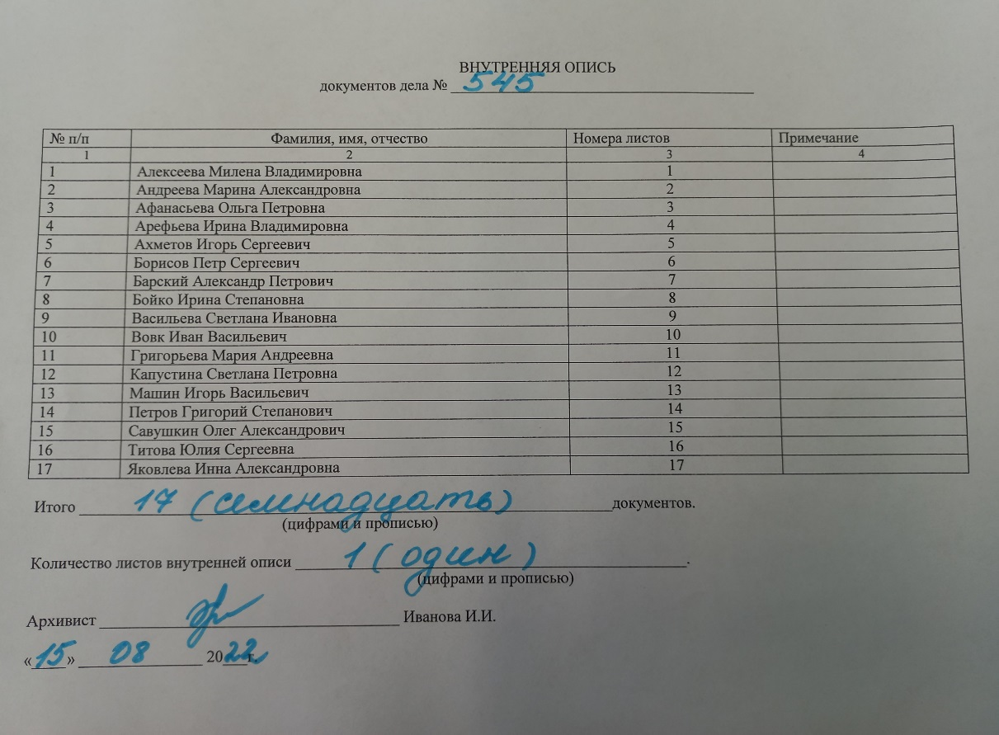 ВНУТРЕННЯЯ ОПИСЬ
документов дела № 545
№ п/п Фамилия, имя, отчество Номера листов Примечание
1 2 3 4
1 Алексеева Милена Владимировна 1
2 Андреева Марина Александровна 2
3 Афанасьева Ольга Петровна 3
4 Арефьева Ирина Владимировна 4
5 Ахметов Игорь Сергеевич 5
6 Борисов Петр Сергеевич 6
7 Барский Александр Петрович 7
8 Бойко Ирина Степановна 8
9 Васильева Светлана Ивановна 9
10 Вовк Иван Васильевич 10
11 Григорьева Мария Андреевна 11
12 Капустина Светлана Петровна 12
13 Машин Игорь Васильевич 13
14 Петров Григорий Степанович 14
15 Савушкин Олег Александрович 15
16 Титова Юлия Сергеевна 16
17 Яковлева Инна Александровна 17
Итого 17 (семнадцать) документов.
(цифрами и прописью)
Количество листов внутренней описи 1 (один).
(цифрами и прописью)
Архивист Иванова И.И.
«15» 08 2022 г.